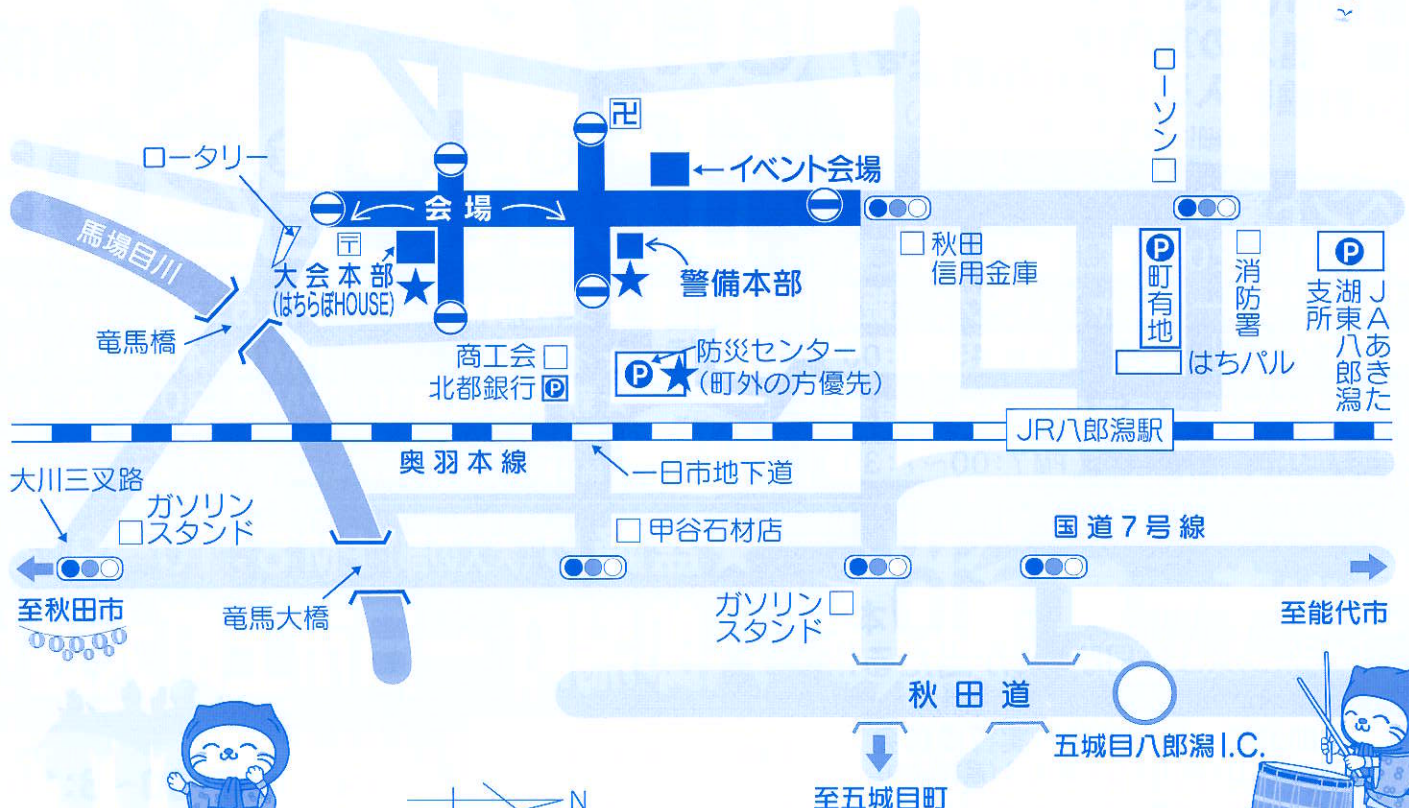 ローソン
卍
ロータリー
←イベント会場
会場
馬場目川
〒
大会本部
(はちらぼHOUSE)
警備本部
秋田
信用金庫
P
町有地
消防署
P
JAあきた
湖東八郎潟
支所
竜馬橋
商工会
北都銀行 P
P
防災センター
(町外の方優先)
はちパル
JR八郎潟駅
奥羽本線
一日市地下道
大川三叉路
ガソリン
スタンド
甲谷石材店
国道7号線
至秋田市
竜馬大橋
ガソリン
スタンド
至能代市
秋田道
五城目八郎潟I.C.
N
至五城目町